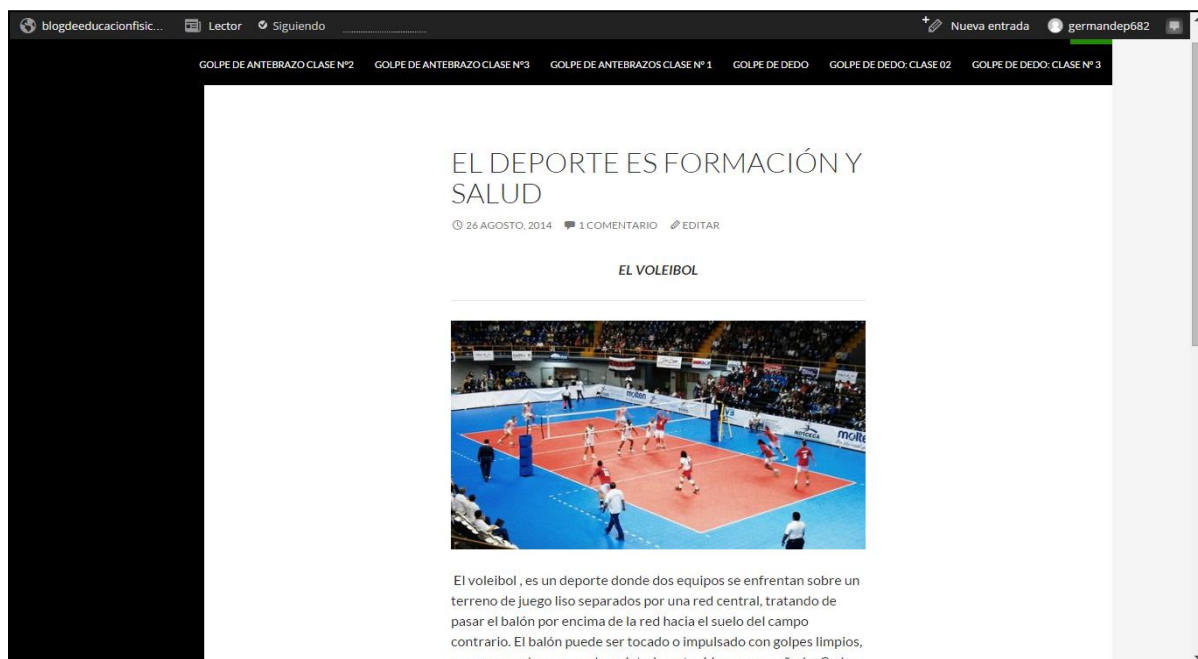 blogdeeducacionfisic... Lector Siguiendo Nueva entrada germandep682
GOLPE DE ANTEBRAZO CLASE Nº2 GOLPE DE ANTEBRAZO CLASE Nº3 GOLPE DE ANTEBRAZOS CLASE Nº 1 GOLPE DE DEDO GOLPE DE DEDO: CLASE 02 GOLPE DE DEDO: CLASE Nº 3
EL DEPORTE ES FORMACIÓN Y
SALUD
26 AGOSTO, 2014 1 COMENTARIO EDITAR
EL VOLEIBOL
molten
NORCECA
molte
El voleibol , es un deporte donde dos equipos se enfrentan sobre un
terreno de juego liso separados por una red central, tratando de
pasar el balón por encima de la red hacia el suelo del campo
contrario. El balón puede ser tocado o impulsado con golpes limpios,